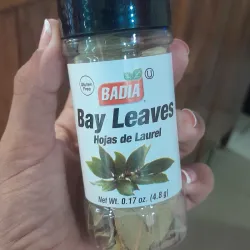 BADIA
Gluten
Free
U
Bay Leaves
Hojas de Laurel
Net Wt. 0.17 oz. (4.8 g)